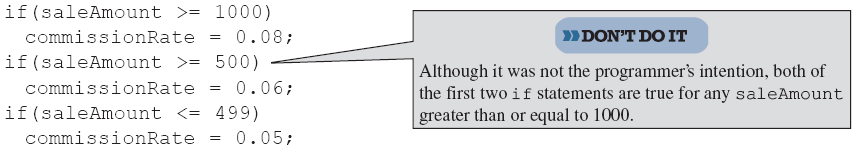 if(saleAmount >= 1000)
  commissionRate = 0.08;
if(saleAmount >= 500)
  commissionRate = 0.06;
if(saleAmount <= 499)
  commissionRate = 0.05;
DON'T DO IT
Although it was not the programmer's intention, both of
the first two if statements are true for any saleAmount
greater than or equal to 1000.